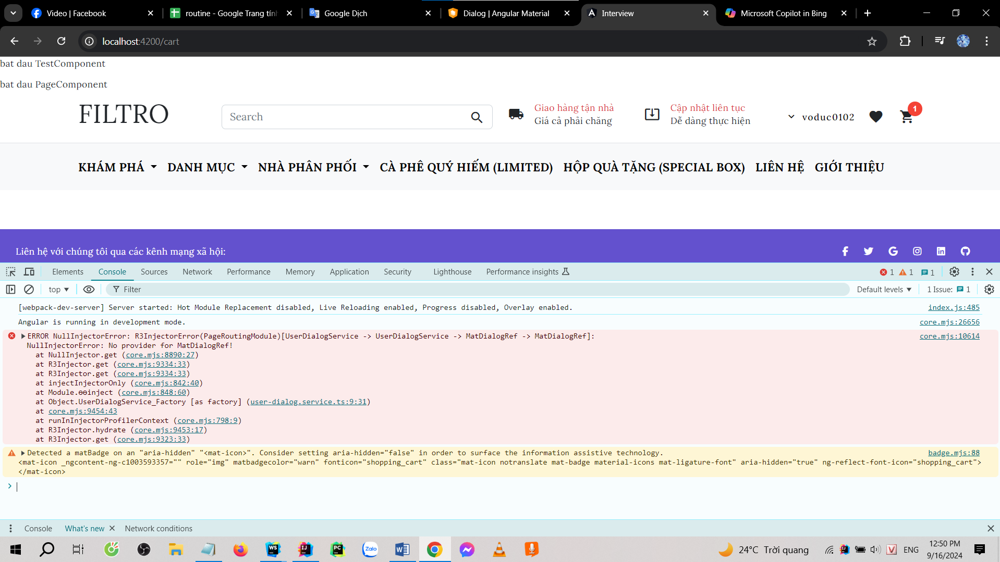 Video | Facebook
routine - Google Trang tính
Google Dịch
Dialog | Angular Material
Interview
Microsoft Copilot in Bing
localhost:4200/cart
bat dau TestComponent
bat dau PageComponent
FILTRO
Search
Giao hàng tận nhà
Giá cả phải chăng
Cập nhật liên tục
Dễ dàng thực hiện
voduc0102
1
KHÁM PHÁ DANH MỤC NHÀ PHÂN PHỐI CÀ PHÊ QUÝ HIẾM (LIMITED) HỘP QUÀ TẶNG (SPECIAL BOX) LIÊN HỆ GIỚI THIỆU
Liên hệ với chúng tôi qua các kênh mạng xã hội:
Elements Console Sources Network Performance Memory Application Security Lighthouse Performance insights 1 1 1
top Filter Default levels 1 Issue: 1
[webpack-dev-server] Server started: Hot Module Replacement disabled, Live Reloading enabled, Progress disabled, Overlay enabled. index.js:485
Angular is running in development mode. core.mjs:26656
ERROR NullInjectorError: R3InjectorError(PageRoutingModule)[UserDialogService -> UserDialogService -> MatDialogRef -> MatDialogRef]: core.mjs:10614
NullInjectorError: No provider for MatDialogRef!
at NullInjector.get (core.mjs:8890:27)
at R3Injector.get (core.mjs:9334:33)
at R3Injector.get (core.mjs:9334:33)
at injectInjectorOnly (core.mjs:842:40)
at Module.ɵɵinject (core.mjs:848:60)
at Object.UserDialogService_Factory [as factory] (user-dialog.service.ts:9:31)
at core.mjs:9454:43
at runInInjectorProfilerContext (core.mjs:798:9)
at R3Injector.hydrate (core.mjs:9453:17)
at R3Injector.get (core.mjs:9323:33)
Detected a matBadge on an "aria-hidden" "<mat-icon>". Consider setting aria-hidden="false" in order to surface the information assistive technology. badge.mjs:88
<mat-icon _ngcontent-ng-c1003593357="" role="img" matbadgecolor="warn" fonticon="shopping_cart" class="mat-icon notranslate mat-badge material-icons mat-ligature-font" aria-hidden="true" ng-reflect-font-icon="shopping_cart">
</mat-icon>
Console What's new Network conditions
WS
IJ
PC
Zalo
24°C Trời quang
ENG
12:50 PM
9/16/2024